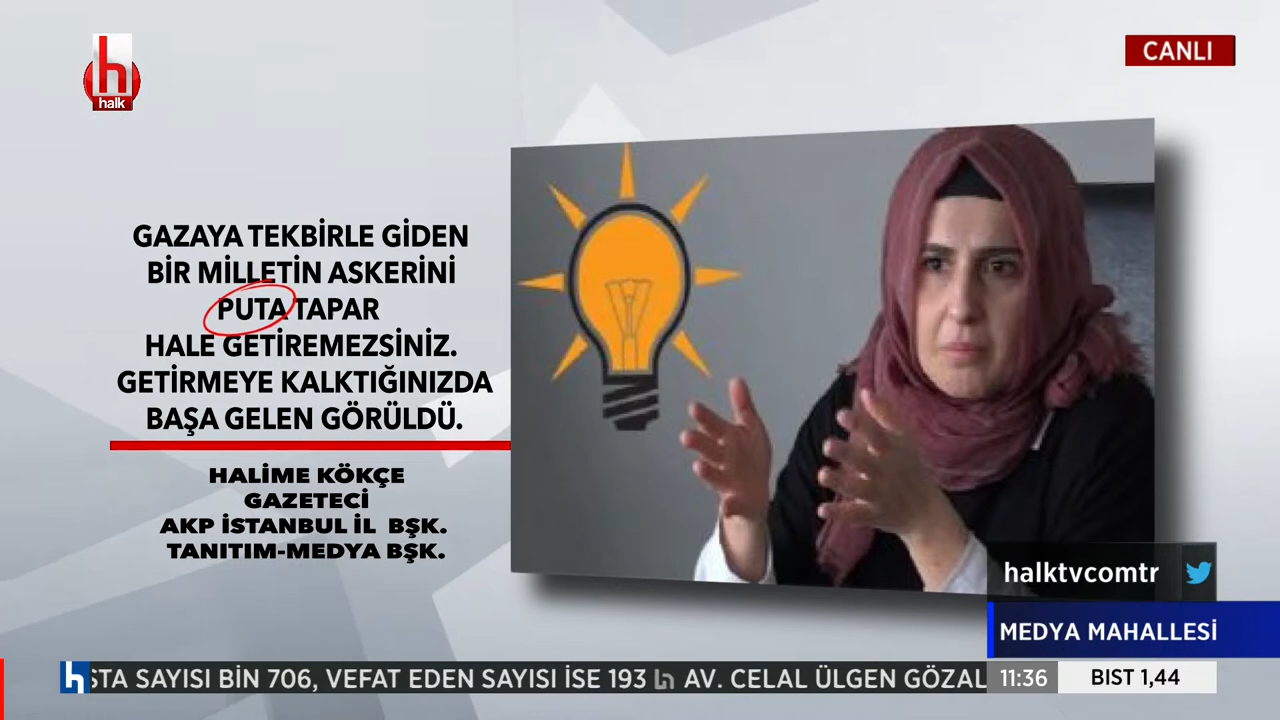 h
halk
CANLI
GAZAYA TEKBİRLE GİDEN
BİR MİLLETİN ASKERİNİ
PUTA TAPAR
HALE GETİREMEZSİNİZ.
GETİRMEYE KALKTIĞINIZDA
BAŞA GELEN GÖRÜLDÜ.
HALİME KÖKÇE
GAZETECİ
AKP İSTANBUL İL BŞK.
TANITIM-MEDYA BŞK.
halktvcomtr
MEDYA MAHALLESİ
h STA SAYISI BİN 706, VEFAT EDEN SAYISI İSE 193 h AV. CELAL ÜLGEN GÖZAL 11:36 BIST 1,44